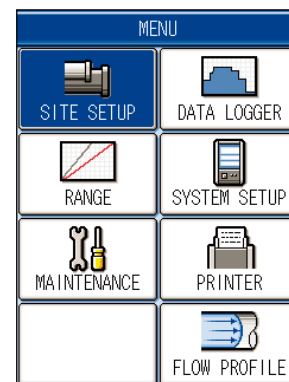 MENU
SITE SETUP
DATA LOGGER
RANGE
SYSTEM SETUP
MAINTENANCE
PRINTER
FLOW PROFILE